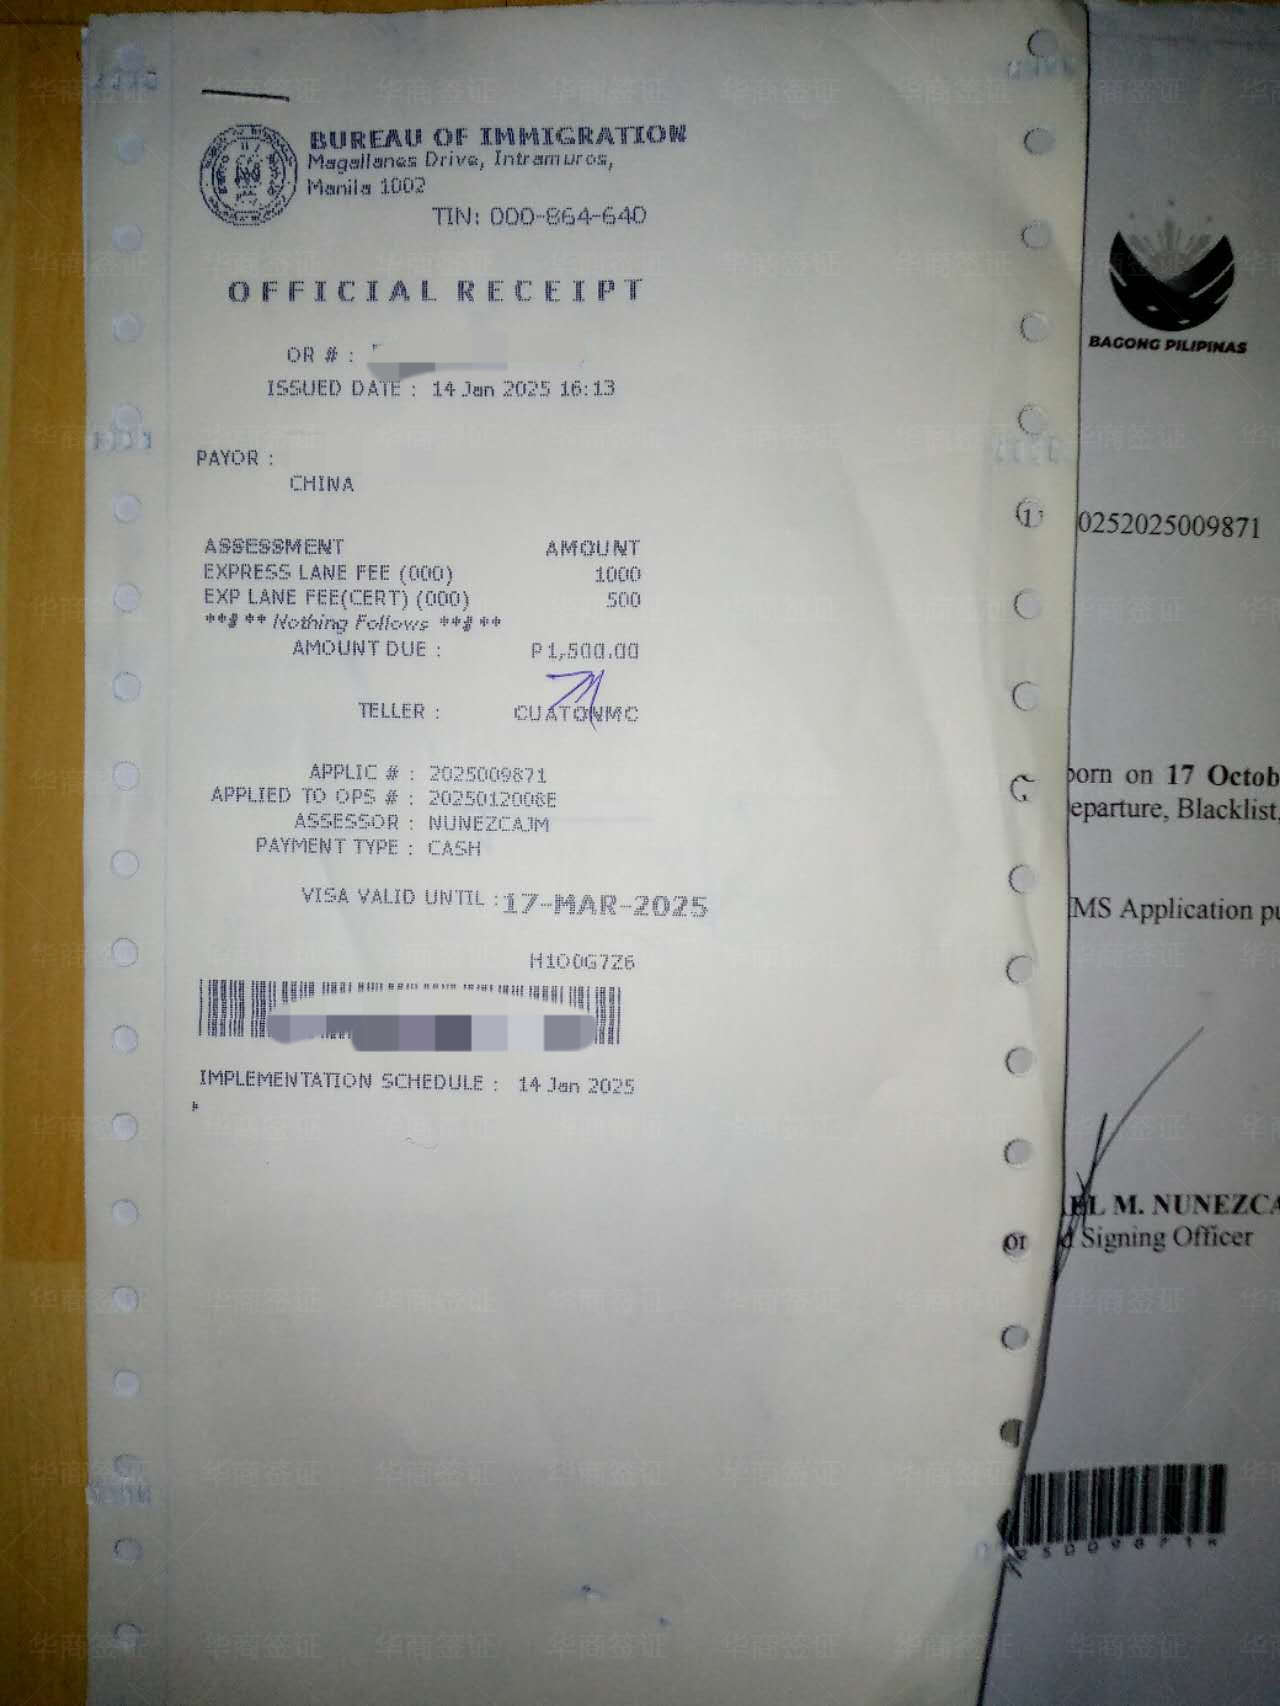 BUREAU OF IMMIGRATION
Magallanes Drive, Intramuros,
Manila 1002
TIN: 000-864-640
OFFICIAL RECEIPT
OR # :
ISSUED DATE : 14 Jan 2025 16:13
PAYOR :
CHINA
ASSESSMENT AMOUNT
EXPRESS LANE FEE (000) 1000
EXP LANE FEE(CERT) (000) 500
**#** Nothing Follows **#**
AMOUNT DUE : P1,500.00
TELLER : CUATONMC
APPLIC # : 2025009871
APPLIED TO OPS # : 2025012008E
ASSESSOR : NUNEZCAJM
PAYMENT TYPE : CASH
VISA VALID UNTIL : 17-MAR-2025
H100G7Z6
IMPLEMENTATION SCHEDULE : 14 Jan 2025
BAGONG PILIPINAS
0252025009871
born on 17 Octob
eparture, Blacklist,
MS Application pu
EL M. NUNEZCA
d Signing Officer
华商签证